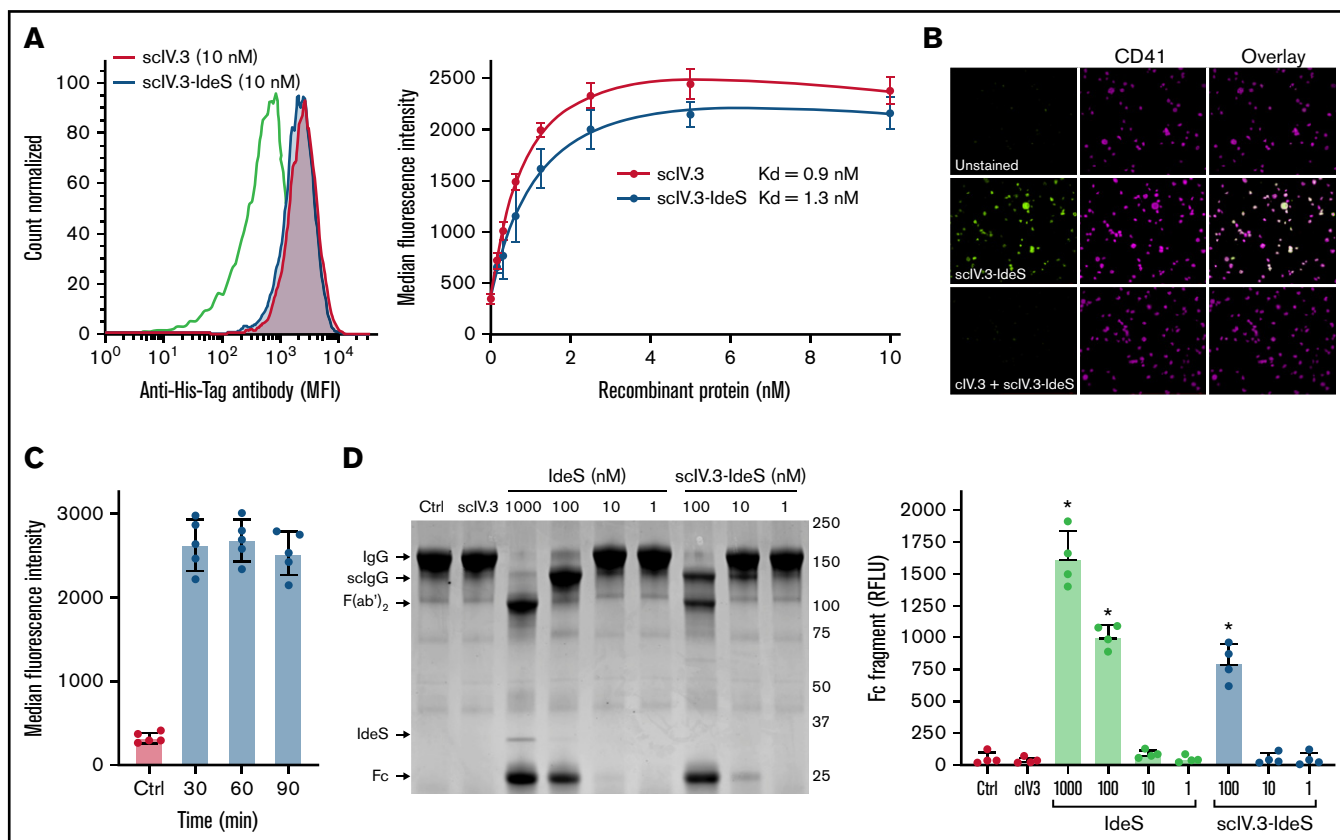 A
scIV.3 (10 nM)
scIV.3-IdeS (10 nM)
Count normalized
100
80
60
40
20
0
10⁰ 10¹ 10² 10³ 10⁴
Anti-His-Tag antibody (MFI)
Median fluorescence intensity
2500
2000
1500
1000
500
0
scIV.3 Kd = 0.9 nM
scIV.3-IdeS Kd = 1.3 nM
0 2 4 6 8 10
Recombinant protein (nM)
B
CD41 Overlay
Unstained
scIV.3-IdeS
cIV.3 + scIV.3-IdeS
C
Median fluorescence intensity
3000
2000
1000
0
Ctrl 30 60 90
Time (min)
D
IdeS (nM) scIV.3-IdeS (nM)
Ctrl scIV.3 1000 100 10 1 100 10 1
IgG
scIgG
F(ab')₂
IdeS
Fc
250
150
100
75
50
37
25
Fc fragment (RFLU)
2000
1750
1500
1250
1000
750
500
250
0
* * *
Ctrl cIV3 1000 100 10 1 100 10 1
IdeS scIV.3-IdeS